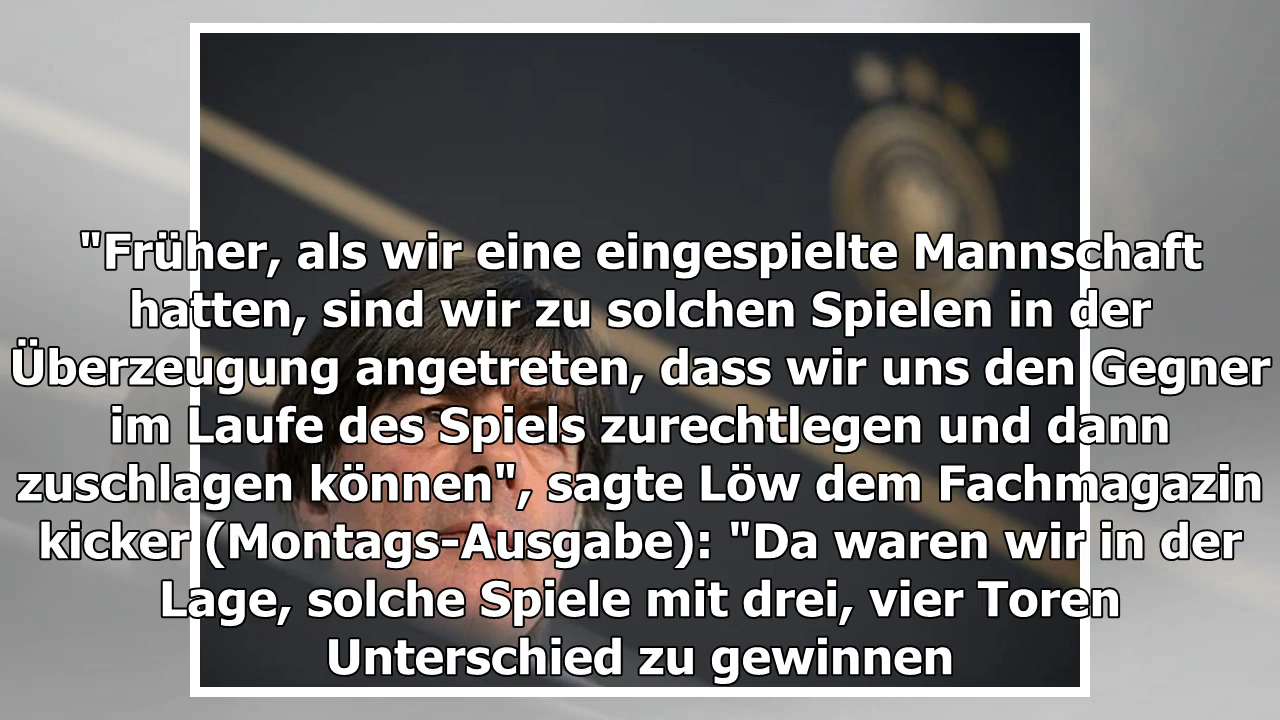 "Früher, als wir eine eingespielte Mannschaft
hatten, sind wir zu solchen Spielen in der
Überzeugung angetreten, dass wir uns den Gegner
im Laufe des Spiels zurechtlegen und dann
zuschlagen können", sagte Löw dem Fachmagazin
kicker (Montags-Ausgabe): "Da waren wir in der
Lage, solche Spiele mit drei, vier Toren
Unterschied zu gewinnen